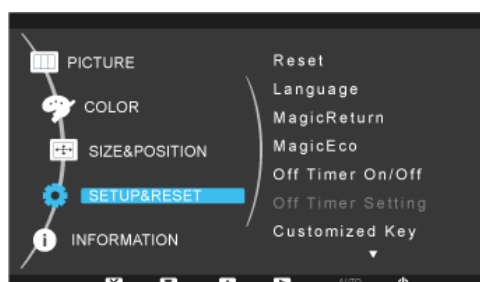 PICTURE
COLOR
SIZE&POSITION
SETUP&RESET
INFORMATION
Reset
Language
MagicReturn
MagicEco
Off Timer On/Off
Off Timer Setting
Customized Key
AUTO